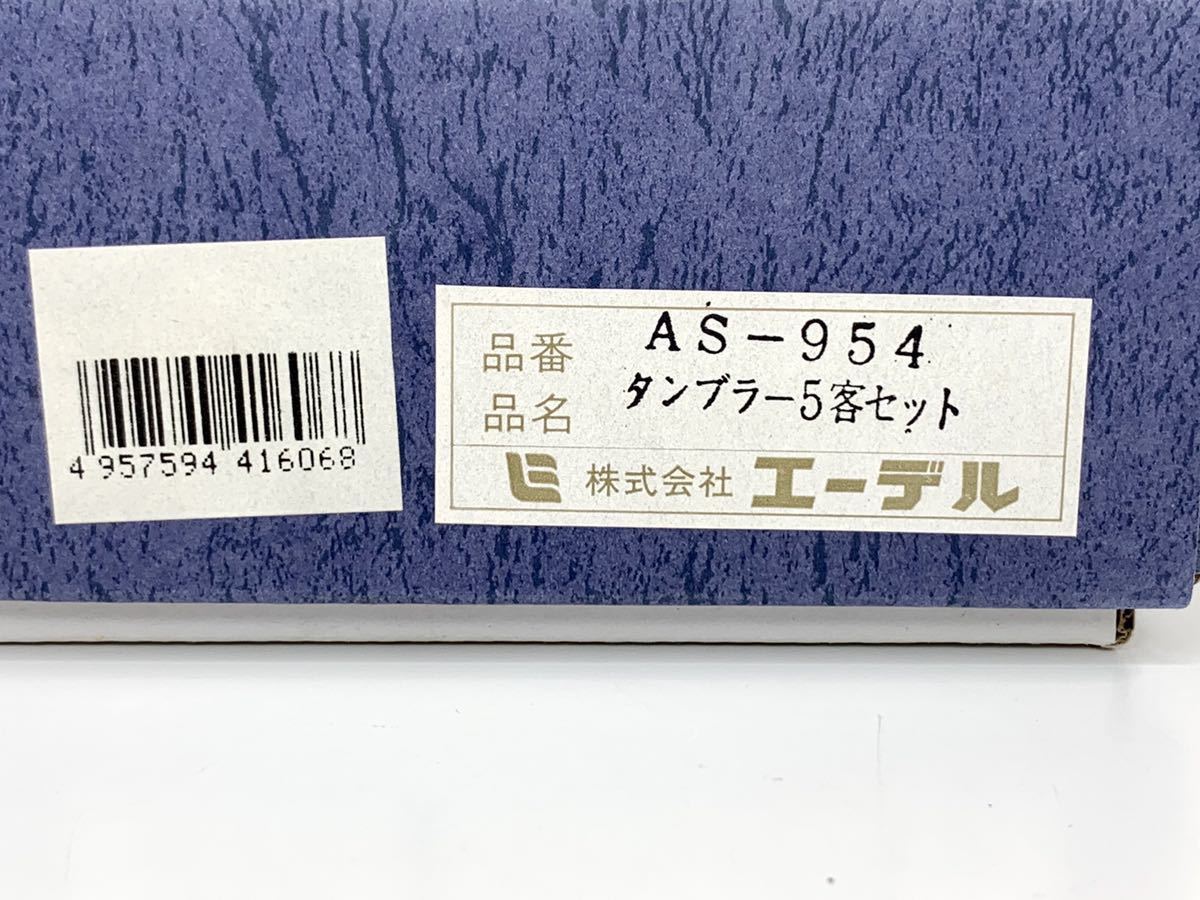 4 957594 416068
品番 AS-954
品名 タンブラー5客セット
株式会社 エーデル